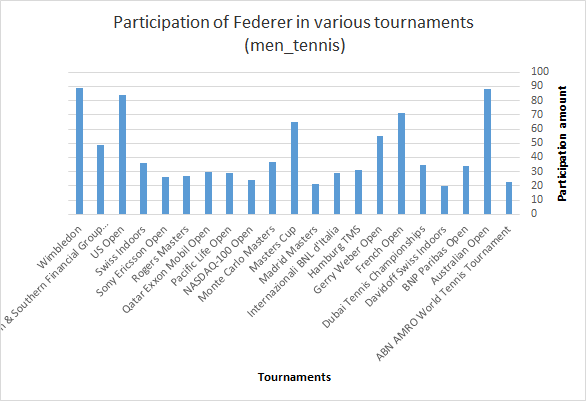 Participation of Federer in various tournaments
(men_tennis)
100
90
80
70
60
50
40
30
20
10
0
Participation amount
Wimbledon
& Southern Financial Group...
US Open
Swiss Indoors
Sony Ericsson Open
Rogers Masters
Qatar Exxon Mobil Open
Pacific Life Open
NASDAQ-100 Open
Monte Carlo Masters
Masters Cup
Madrid Masters
Internazionali BNL d'Italia
Hamburg TMS
Gerry Weber Open
French Open
Dubai Tennis Championships
Davidoff Swiss Indoors
BNP Paribas Open
Australian Open
ABN AMRO World Tennis Tournament
Tournaments